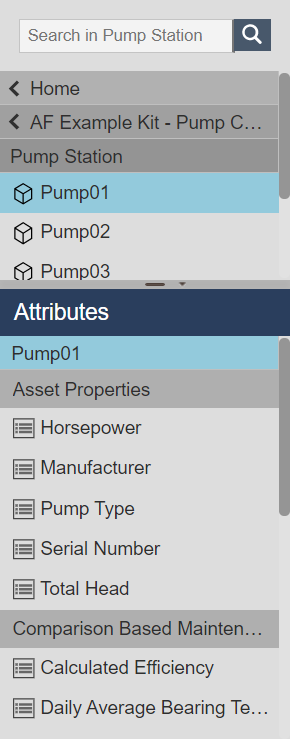 Search in Pump Station
Home
AF Example Kit - Pump C...
Pump Station
Pump01
Pump02
Pump03
Attributes
Pump01
Asset Properties
Horsepower
Manufacturer
Pump Type
Serial Number
Total Head
Comparison Based Mainten...
Calculated Efficiency
Daily Average Bearing Te...